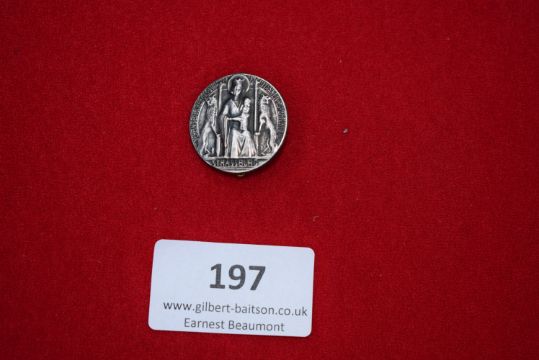 197
www.gilbert-baitson.co.uk
Earnest Beaumont